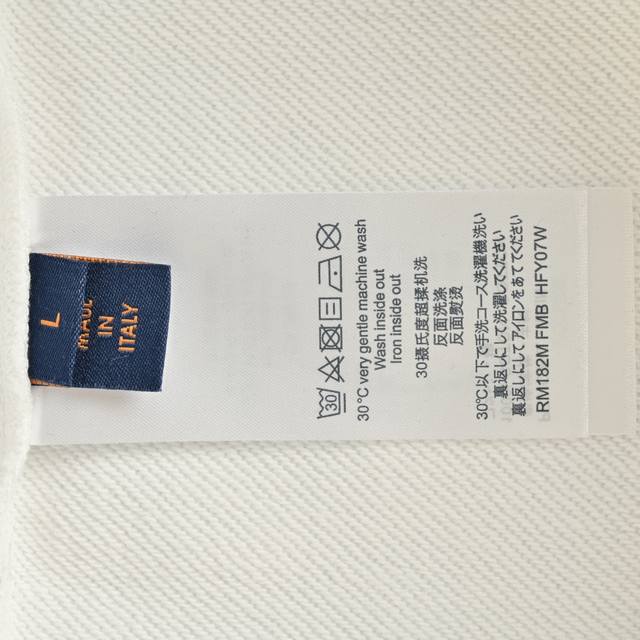 L
MADE
IN
ITALY
30
30°C very gentle machine wash
Wash inside out
Iron inside out
30摄氏度超揉机洗
反面洗涤
反面熨烫
30℃以下で手洗コース洗濯機洗い
裏返しにして洗濯してください
裏返しにしてアイロンをあててください
RM182M FMB HFY07W